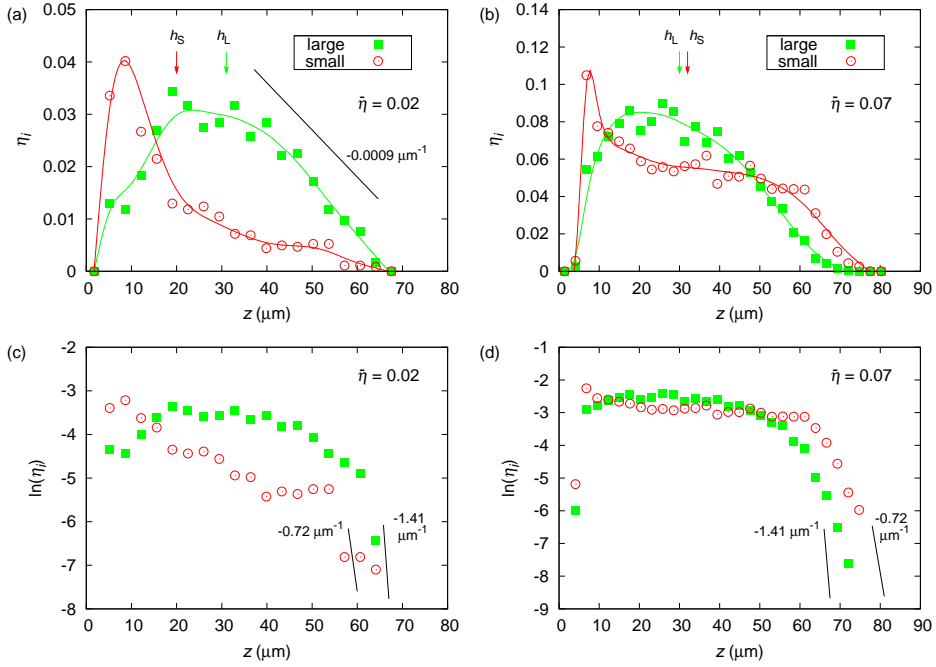 (a)
0.05
0.04
0.03
0.02
0.01
0
ηi
h_S
h_L
large
small
η̄ = 0.02
-0.0009 μm⁻¹
0 10 20 30 40 50 60 70 80
z (μm)
(b)
0.14
0.12
0.10
0.08
0.06
0.04
0.02
0
ηi
h_L
h_S
large
small
η̄ = 0.07
0 10 20 30 40 50 60 70 80 90
z (μm)
(c)
-2
-3
-4
-5
-6
-7
-8
ln(ηi)
η̄ = 0.02
-0.72 μm⁻¹
-1.41
μm⁻¹
0 10 20 30 40 50 60 70 80
z (μm)
(d)
-1
-2
-3
-4
-5
-6
-7
-8
-9
ln(ηi)
η̄ = 0.07
-1.41 μm⁻¹
-0.72
μm⁻¹
0 10 20 30 40 50 60 70 80 90
z (μm)